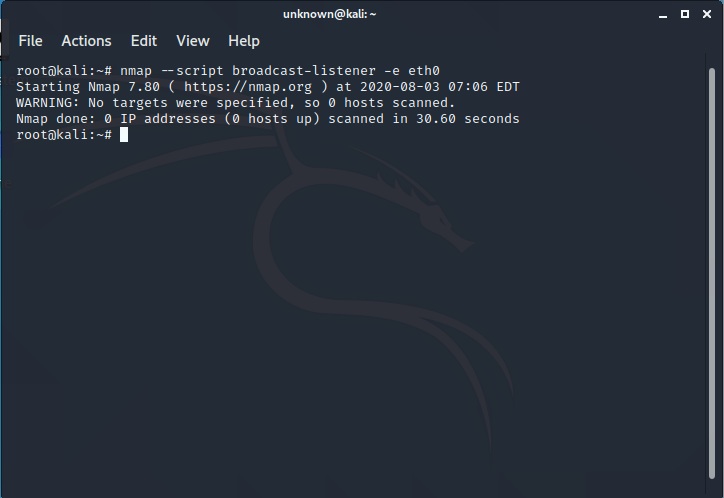 unknown@kali: ~
File Actions Edit View Help
root@kali:~# nmap --script broadcast-listener -e eth0
Starting Nmap 7.80 ( https://nmap.org ) at 2020-08-03 07:06 EDT
WARNING: No targets were specified, so 0 hosts scanned.
Nmap done: 0 IP addresses (0 hosts up) scanned in 30.60 seconds
root@kali:~#